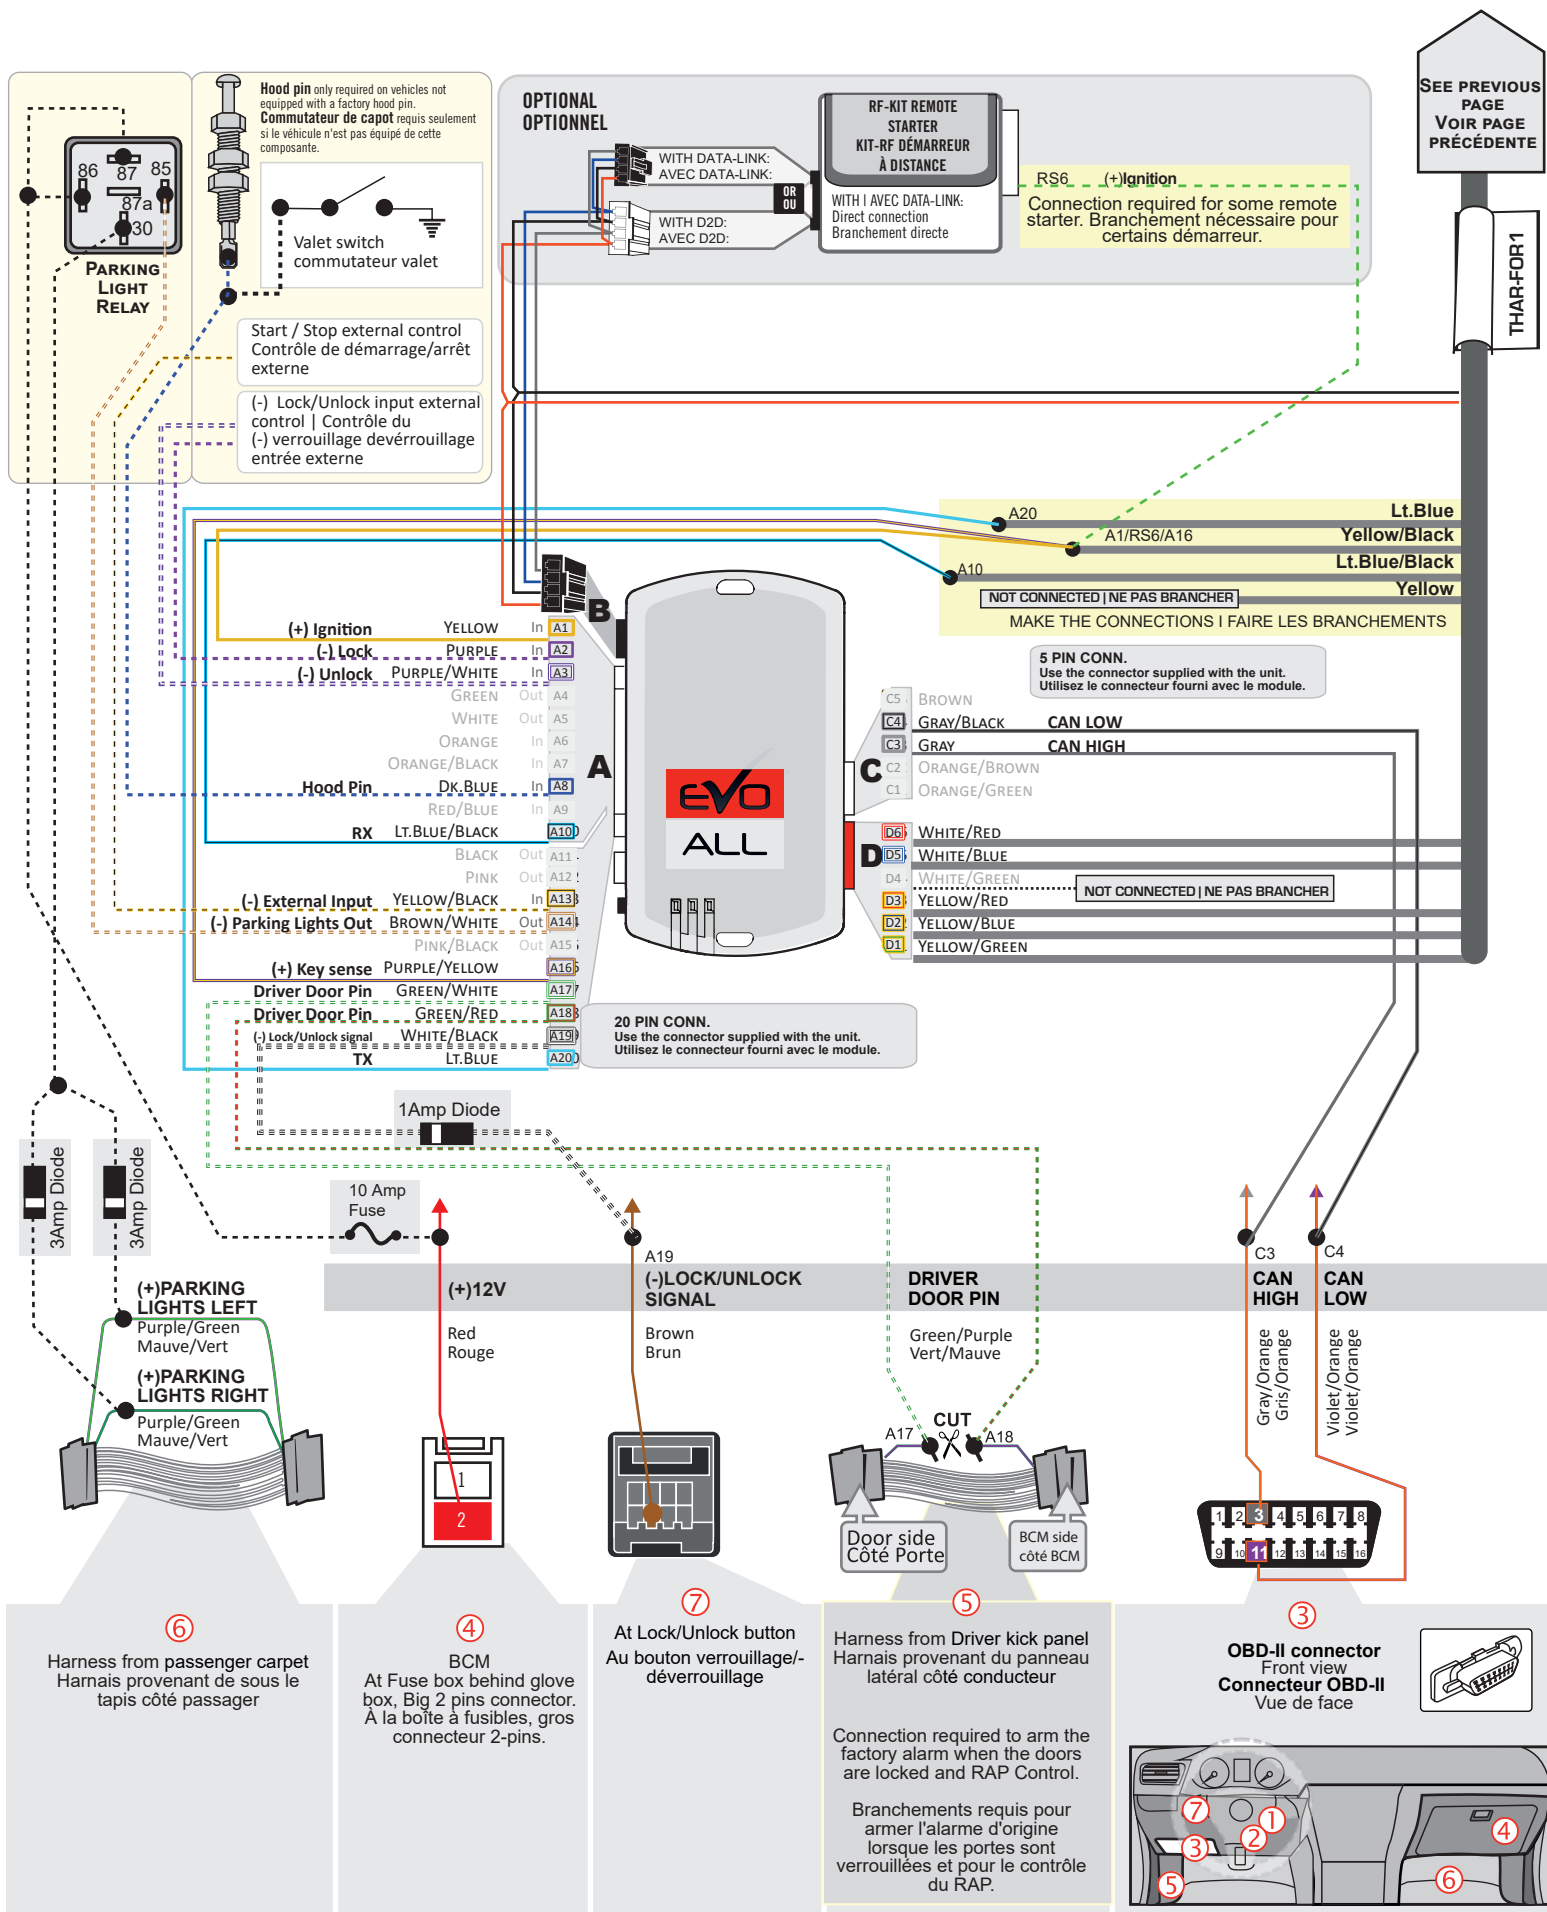 Hood pin only required on vehicles not
equipped with a factory hood pin.
Commutateur de capot requis seulement
si le véhicule n'est pas équipé de cette
composante.
86
87
85
87a
30
PARKING
LIGHT
RELAY
Valet switch
commutateur valet
Start / Stop external control
Contrôle de démarrage/arrêt
externe
(-) Lock/Unlock input external
control | Contrôle du
(-) verrouillage devérrouillage
entrée externe
OPTIONAL
OPTIONNEL
WITH DATA-LINK:
AVEC DATA-LINK:
OR
OU
WITH D2D:
AVEC D2D:
RF-KIT REMOTE
STARTER
KIT-RF DÉMARREUR
À DISTANCE
WITH | AVEC DATA-LINK:
Direct connection
Branchement directe
RS6 (+)Ignition
Connection required for some remote
starter. Branchement nécessaire pour
certains démarreur.
SEE PREVIOUS
PAGE
VOIR PAGE
PRÉCÉDENTE
THAR-FOR1
A20 Lt.Blue
A1/RS6/A16 Yellow/Black
Lt.Blue/Black
A10
Yellow
NOT CONNECTED | NE PAS BRANCHER
MAKE THE CONNECTIONS I FAIRE LES BRANCHEMENTS
5 PIN CONN.
Use the connector supplied with the unit.
Utilisez le connecteur fourni avec le module.
B
A
(+) Ignition YELLOW In A1
(-) Lock PURPLE In A2
(-) Unlock PURPLE/WHITE In A3
GREEN Out A4
WHITE Out A5
ORANGE In A6
ORANGE/BLACK In A7
Hood Pin DK.BLUE In A8
RED/BLUE In A9
RX LT.BLUE/BLACK A10
BLACK Out A11
PINK Out A12
(-) External Input YELLOW/BLACK In A13
(-) Parking Lights Out BROWN/WHITE Out A14
PINK/BLACK Out A15
(+) Key sense PURPLE/YELLOW A16
Driver Door Pin GREEN/WHITE A17
Driver Door Pin GREEN/RED A18
(-) Lock/Unlock signal WHITE/BLACK A19
TX LT.BLUE A20
EVO
ALL
C
C5 BROWN
C4 GRAY/BLACK CAN LOW
C3 GRAY CAN HIGH
C2 ORANGE/BROWN
C1 ORANGE/GREEN
D
D6 WHITE/RED
D5 WHITE/BLUE
D4 WHITE/GREEN
NOT CONNECTED | NE PAS BRANCHER
D3 YELLOW/RED
D2 YELLOW/BLUE
D1 YELLOW/GREEN
20 PIN CONN.
Use the connector supplied with the unit.
Utilisez le connecteur fourni avec le module.
1Amp Diode
3Amp Diode
3Amp Diode
10 Amp
Fuse
A19
C3
C4
(+)PARKING
LIGHTS LEFT
Purple/Green
Mauve/Vert
(+)PARKING
LIGHTS RIGHT
Purple/Green
Mauve/Vert
(+)12V
Red
Rouge
1
2
(-)LOCK/UNLOCK
SIGNAL
Brown
Brun
DRIVER
DOOR PIN
Green/Purple
Vert/Mauve
CUT
A17
A18
Door side
Côté Porte
BCM side
côté BCM
CAN
HIGH
CAN
LOW
Gray/Orange
Gris/Orange
Violet/Orange
Violet/Orange
1 2 3 4 5 6 7 8
9 10 11 12 13 14 15 16
6
Harness from passenger carpet
Harnais provenant de sous le
tapis côté passager
4
BCM
At Fuse box behind glove
box, Big 2 pins connector.
À la boîte à fusibles, gros
connecteur 2-pins.
7
At Lock/Unlock button
Au bouton verrouillage/-
déverrouillage
5
Harness from Driver kick panel
Harnais provenant du panneau
latéral côté conducteur
Connection required to arm the
factory alarm when the doors
are locked and RAP Control.
Branchements requis pour
armer l'alarme d'origine
lorsque les portes sont
verrouillées et pour le contrôle
du RAP.
3
OBD-II connector
Front view
Connecteur OBD-II
Vue de face
7
1
2
3
4
5
6